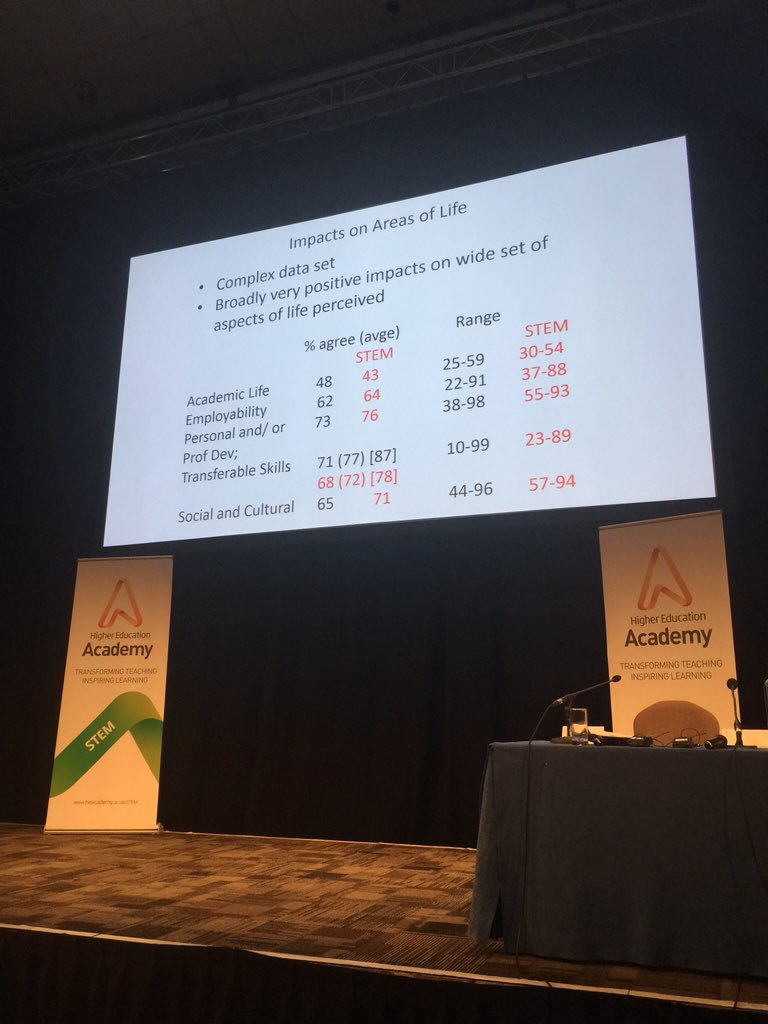 Impacts on Areas of Life
• Complex data set
• Broadly very positive impacts on wide set of
aspects of life perceived
% agree (avge) Range
STEM STEM
Academic Life 48 43 25-59 30-54
Employability 62 64 22-91 37-88
Personal and/ or 73 76 38-98 55-93
Prof Dev;
Transferable Skills 71 (77) [87] 10-99 23-89
68 (72) [78]
Social and Cultural 65 71 44-96 57-94
Higher Education
Academy
TRANSFORMING TEACHING
INSPIRING LEARNING
STEM
www.heacademy.ac.uk/STEM
Higher Education
Academy
TRANSFORMING TEACHING
INSPIRING LEARNING